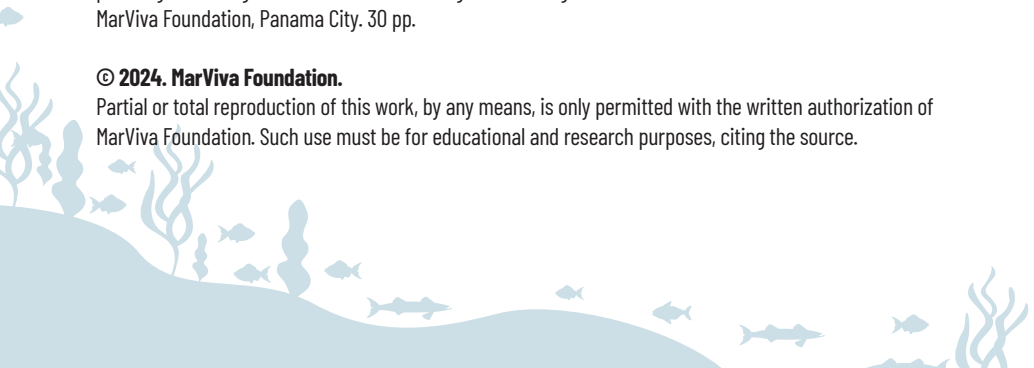 MarViva Foundation, Panama City. 30 pp.
© 2024. MarViva Foundation.
Partial or total reproduction of this work, by any means, is only permitted with the written authorization of
MarViva Foundation. Such use must be for educational and research purposes, citing the source.